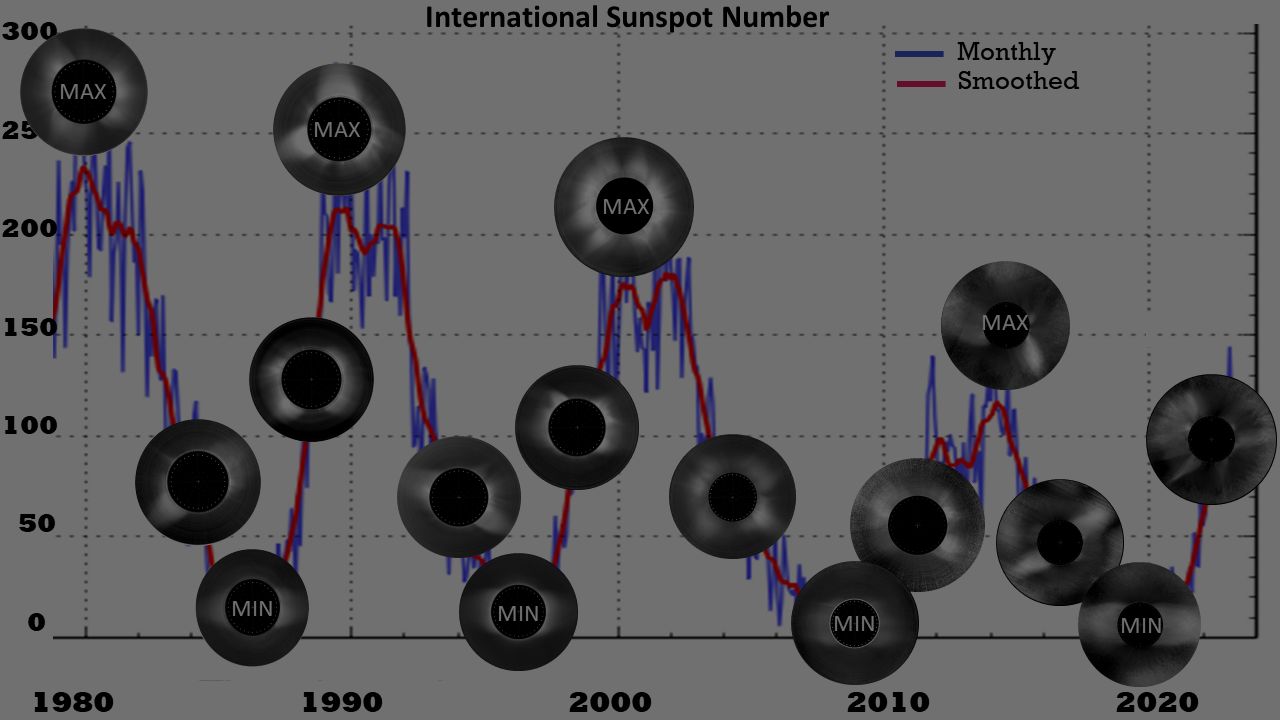 International Sunspot Number
300
Monthly
Smoothed
MAX
MAX
25
MAX
200
150
MAX
100
50
MIN
MIN
MIN
MIN
0
1980
1990
2000
2010
2020